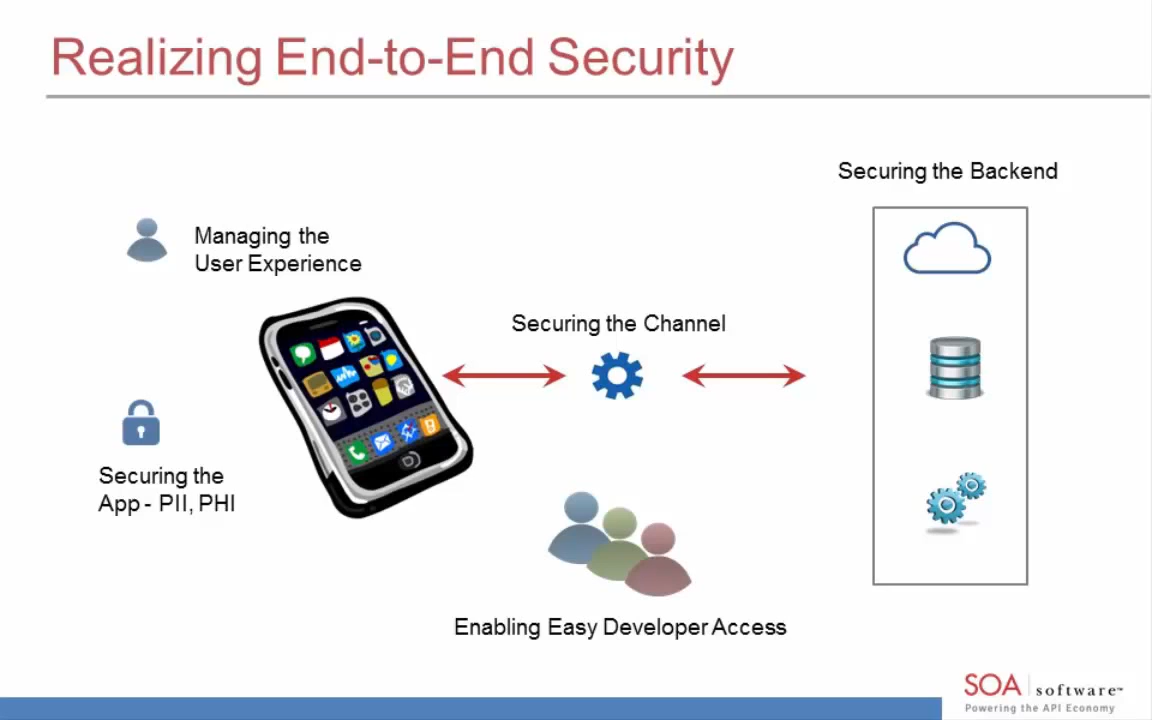 Realizing End-to-End Security
Securing the Backend
Managing the
User Experience
Securing the Channel
Securing the
App - PII, PHI
Enabling Easy Developer Access
SOA software™
Powering the API Economy